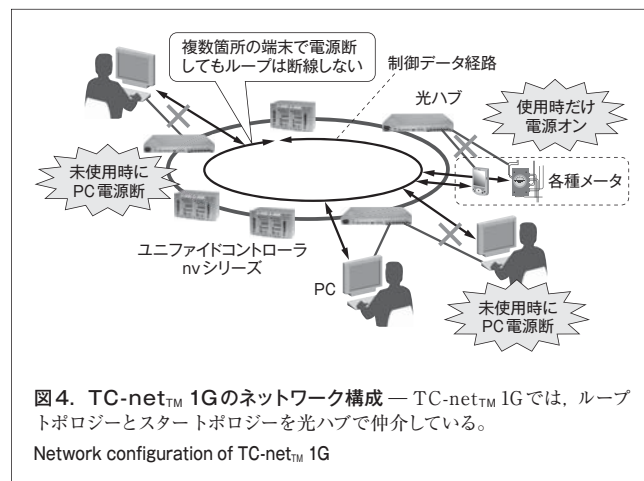 複数箇所の端末で電源断
してもループは断線しない
制御データ経路
光ハブ
使用時だけ
電源オン
未使用時に
PC電源断
各種メータ
ユニファイドコントローラ
nvシリーズ
PC
未使用時に
PC電源断
図4. TC-net™ 1Gのネットワーク構成 — TC-net™ 1Gでは，ループ
トポロジーとスタートポロジーを光ハブで仲介している。
Network configuration of TC-net™ 1G